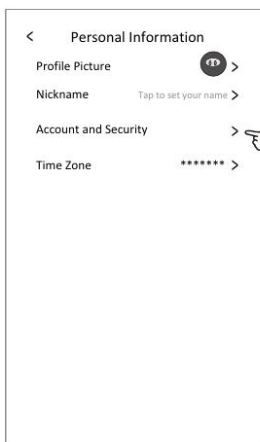 < Personal Information
Profile Picture >
Nickname Tap to set your name >
Account and Security >
Time Zone ******* >